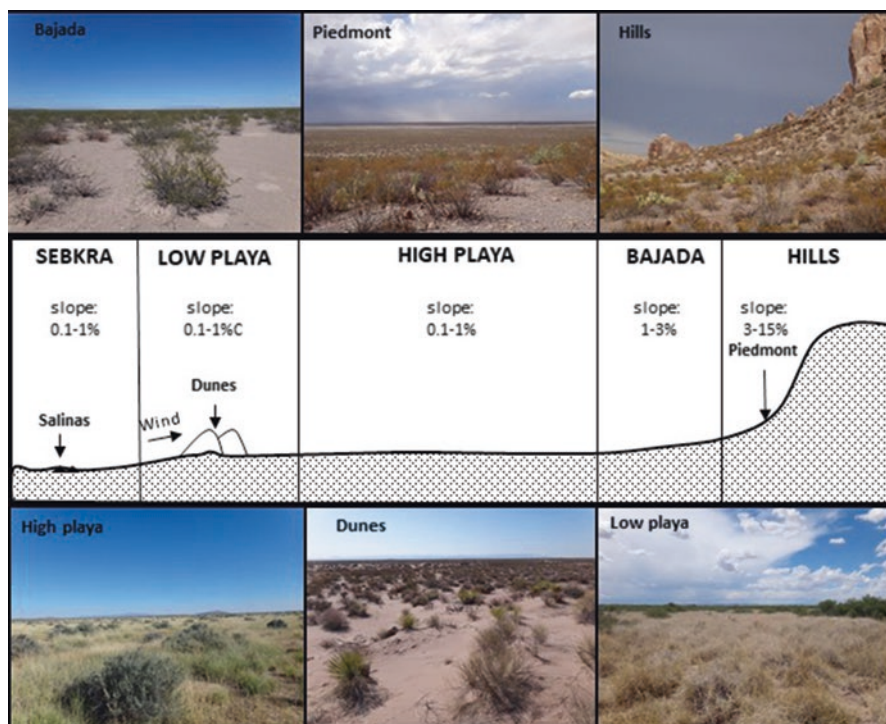 Bajada
Piedmont
Hills
SEBKRA
LOW PLAYA
HIGH PLAYA
BAJADA
HILLS
slope:
slope:
slope:
slope:
slope:
0.1-1%
0.1-1%C
0.1-1%
1-3%
3-15%
Piedmont
Dunes
Salinas
Wind
High playa
Dunes
Low playa